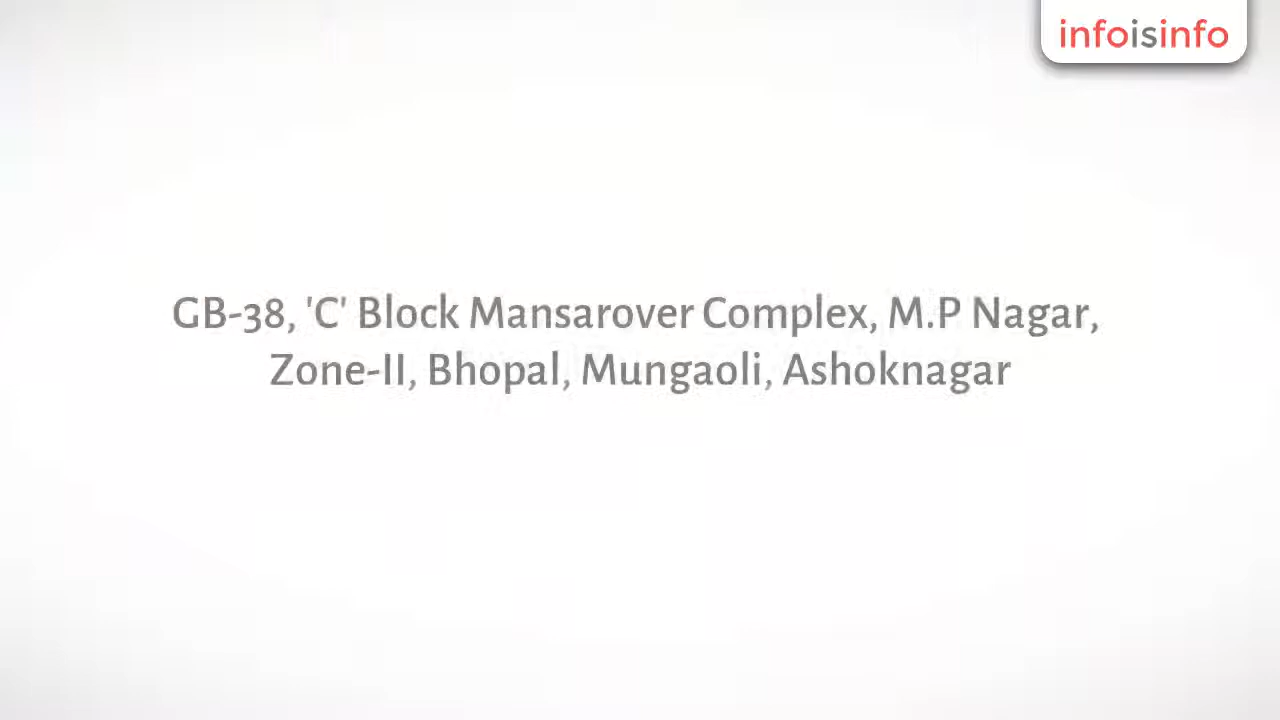 infoisinfo
GB-38, 'C' Block Mansarover Complex, M.P Nagar,
Zone-II, Bhopal, Mungaoli, Ashoknagar